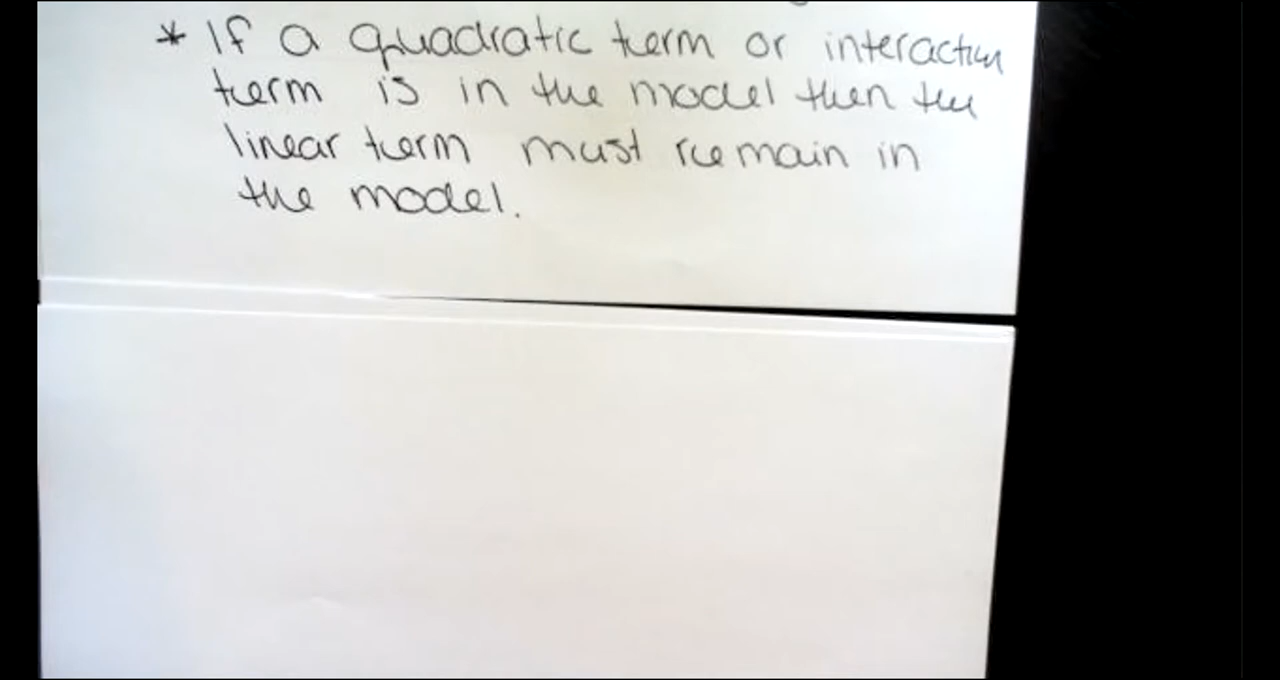 * If a quadratic term or interaction
term is in the model then the
linear term must remain in
the model.